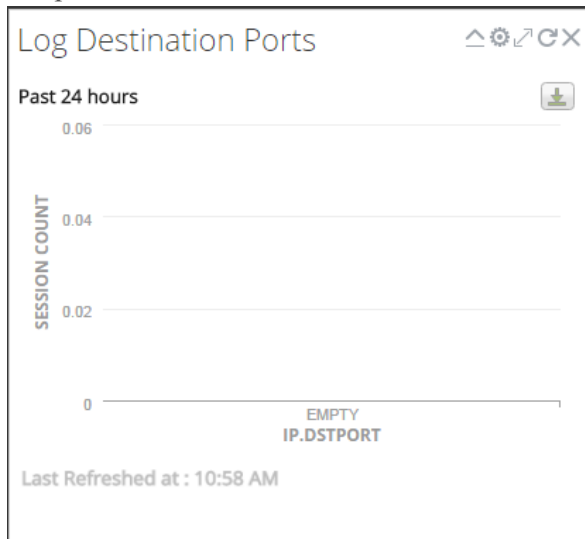 Log Destination Ports
Past 24 hours
0.06
0.04
0.02
0
SESSION COUNT
EMPTY
IP.DSTPORT
Last Refreshed at : 10:58 AM